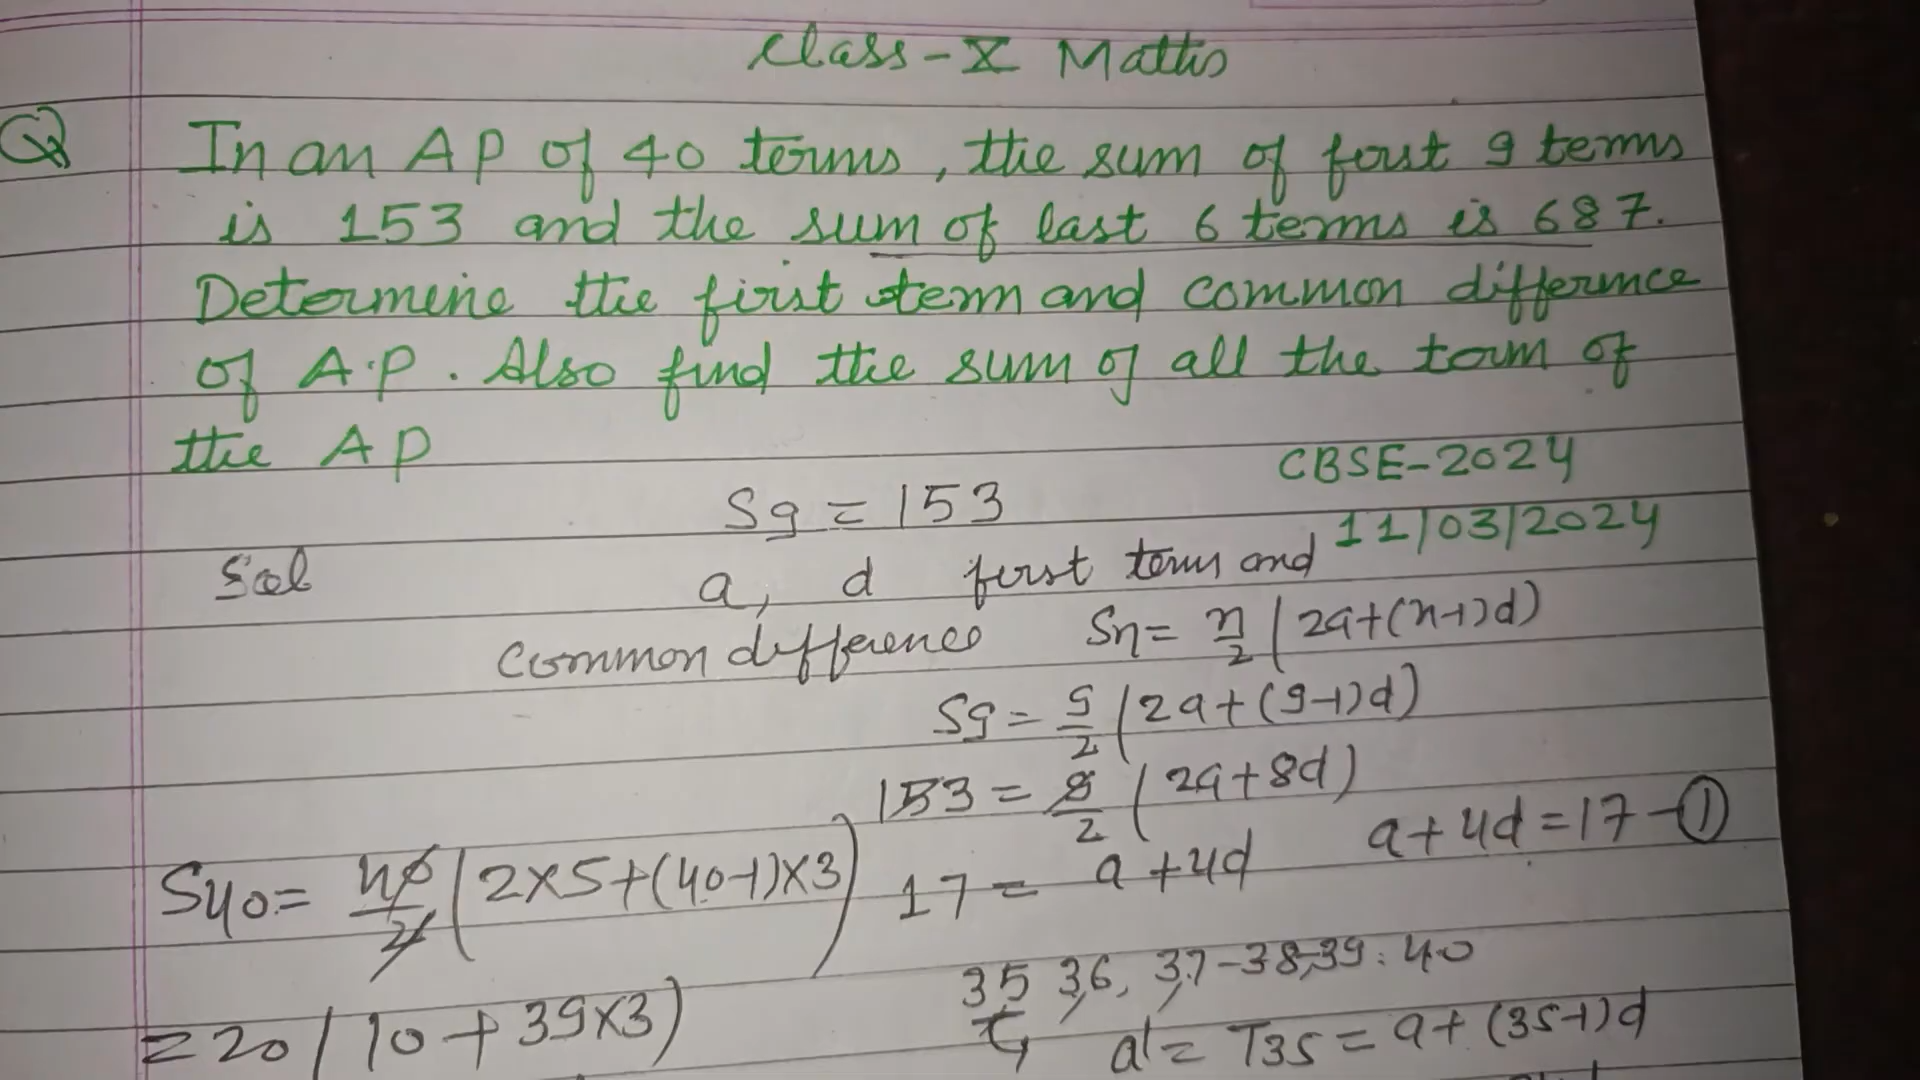 Class-X Maths
Q In an AP of 40 terms, the sum of first 9 terms
is 153 and the sum of last 6 terms is 687.
Determine the first term and common difference
of A.P. Also find the sum of all the term of
the AP
CBSE-2024
S9 = 153
11/03/2024
Sol a, d first term and
Common difference Sn = n/2 (2a+(n-1)d)
S9 = 9/2 (2a+(9-1)d)
153 = 9/2 (2a+8d)
17 = a+4d a+4d=17-①
S40 = 40/2 (2×5+(40-1)×3)
35 36, 37-38,39. 40
=20(10+39×3)
a'= T35 = a+(35-1)d